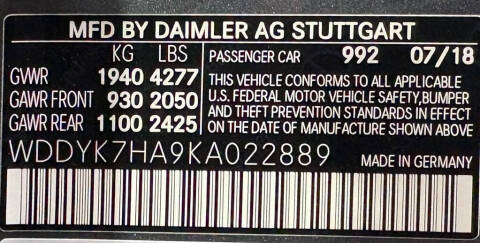 MFD BY DAIMLER AG STUTTGART
KG LBS
GVWR 1940 4277
GAWR FRONT 930 2050
GAWR REAR 1100 2425
PASSENGER CAR 992 07/18
THIS VEHICLE CONFORMS TO ALL APPLICABLE
U.S. FEDERAL MOTOR VEHICLE SAFETY,BUMPER
AND THEFT PREVENTION STANDARDS IN EFFECT
ON THE DATE OF MANUFACTURE SHOWN ABOVE
WDDYK7HA9KA022889 MADE IN GERMANY